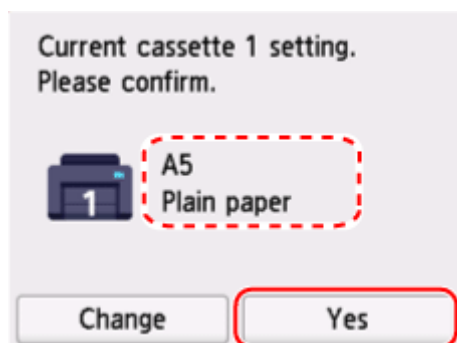 Current cassette 1 setting.
Please confirm.
A5
1
Plain paper
Change
Yes